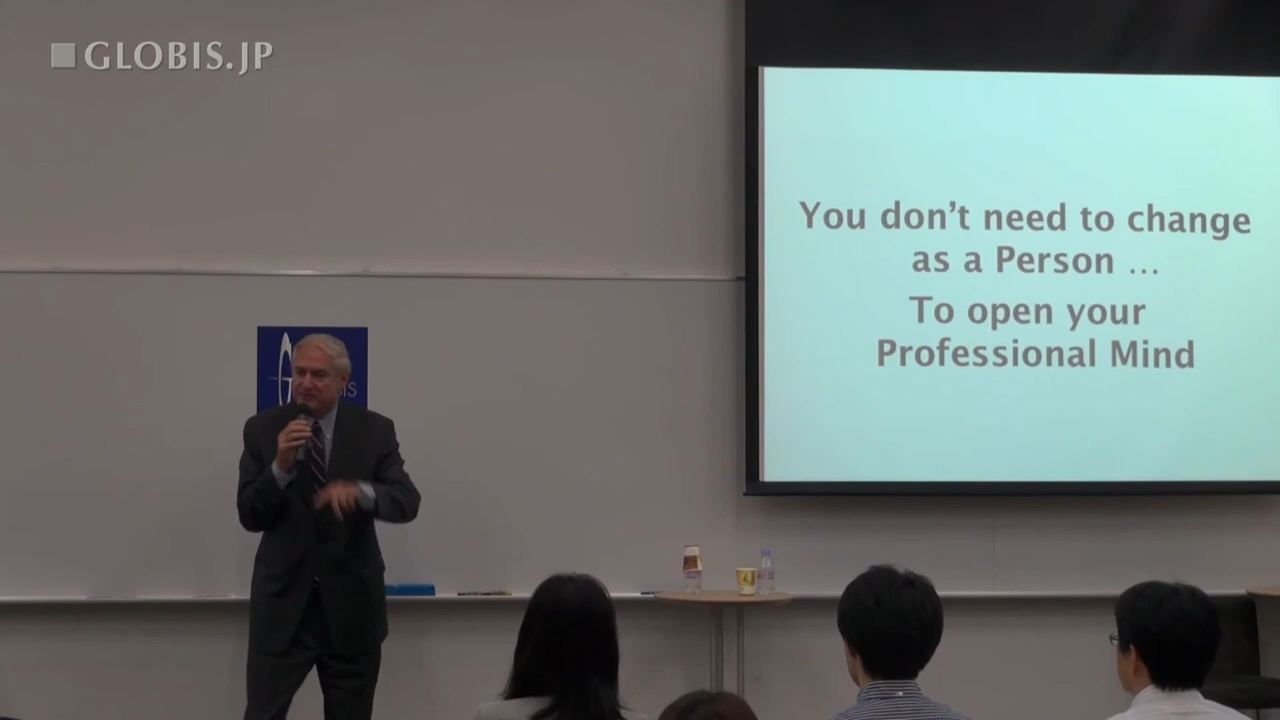 GLOBIS.JP
You don't need to change
as a Person ...
To open your
Professional Mind